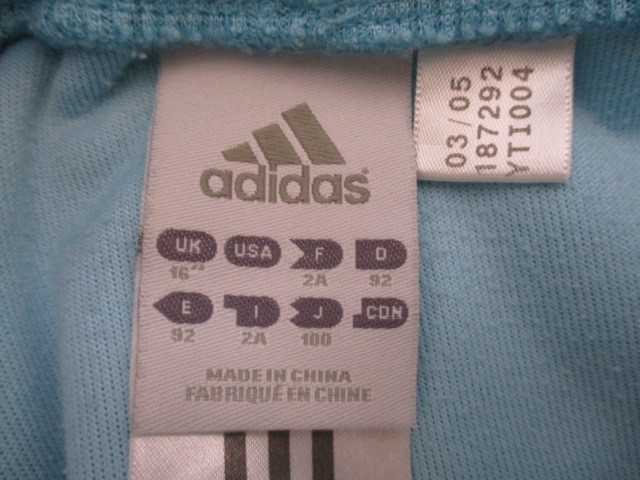 adidas
UK USA F D
16" 2A 92
E I J CDN
92 2A 100
MADE IN CHINA
FABRIQUÉ EN CHINE
03/05
187292
YTI004